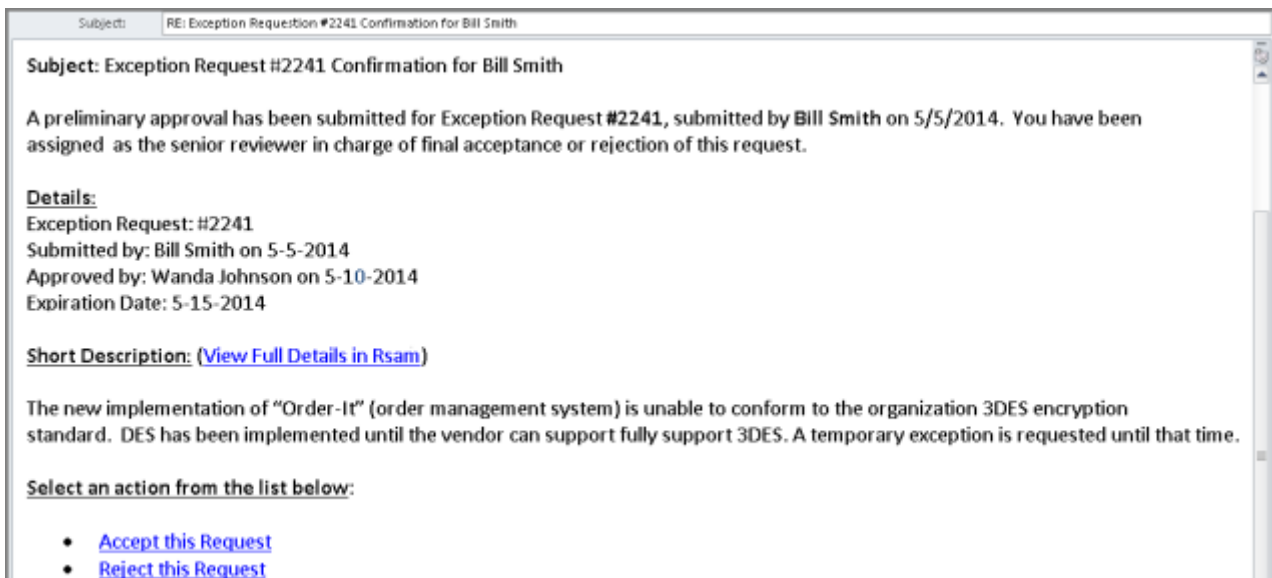 Subject: RE: Exception Requestion #2241 Confirmation for Bill Smith
Subject: Exception Request #2241 Confirmation for Bill Smith
A preliminary approval has been submitted for Exception Request #2241, submitted by Bill Smith on 5/5/2014. You have been
assigned as the senior reviewer in charge of final acceptance or rejection of this request.
Details:
Exception Request: #2241
Submitted by: Bill Smith on 5-5-2014
Approved by: Wanda Johnson on 5-10-2014
Expiration Date: 5-15-2014
Short Description: (View Full Details in Rsam)
The new implementation of “Order-It” (order management system) is unable to conform to the organization 3DES encryption
standard. DES has been implemented until the vendor can support fully support 3DES. A temporary exception is requested until that time.
Select an action from the list below:
• Accept this Request
• Reject this Request